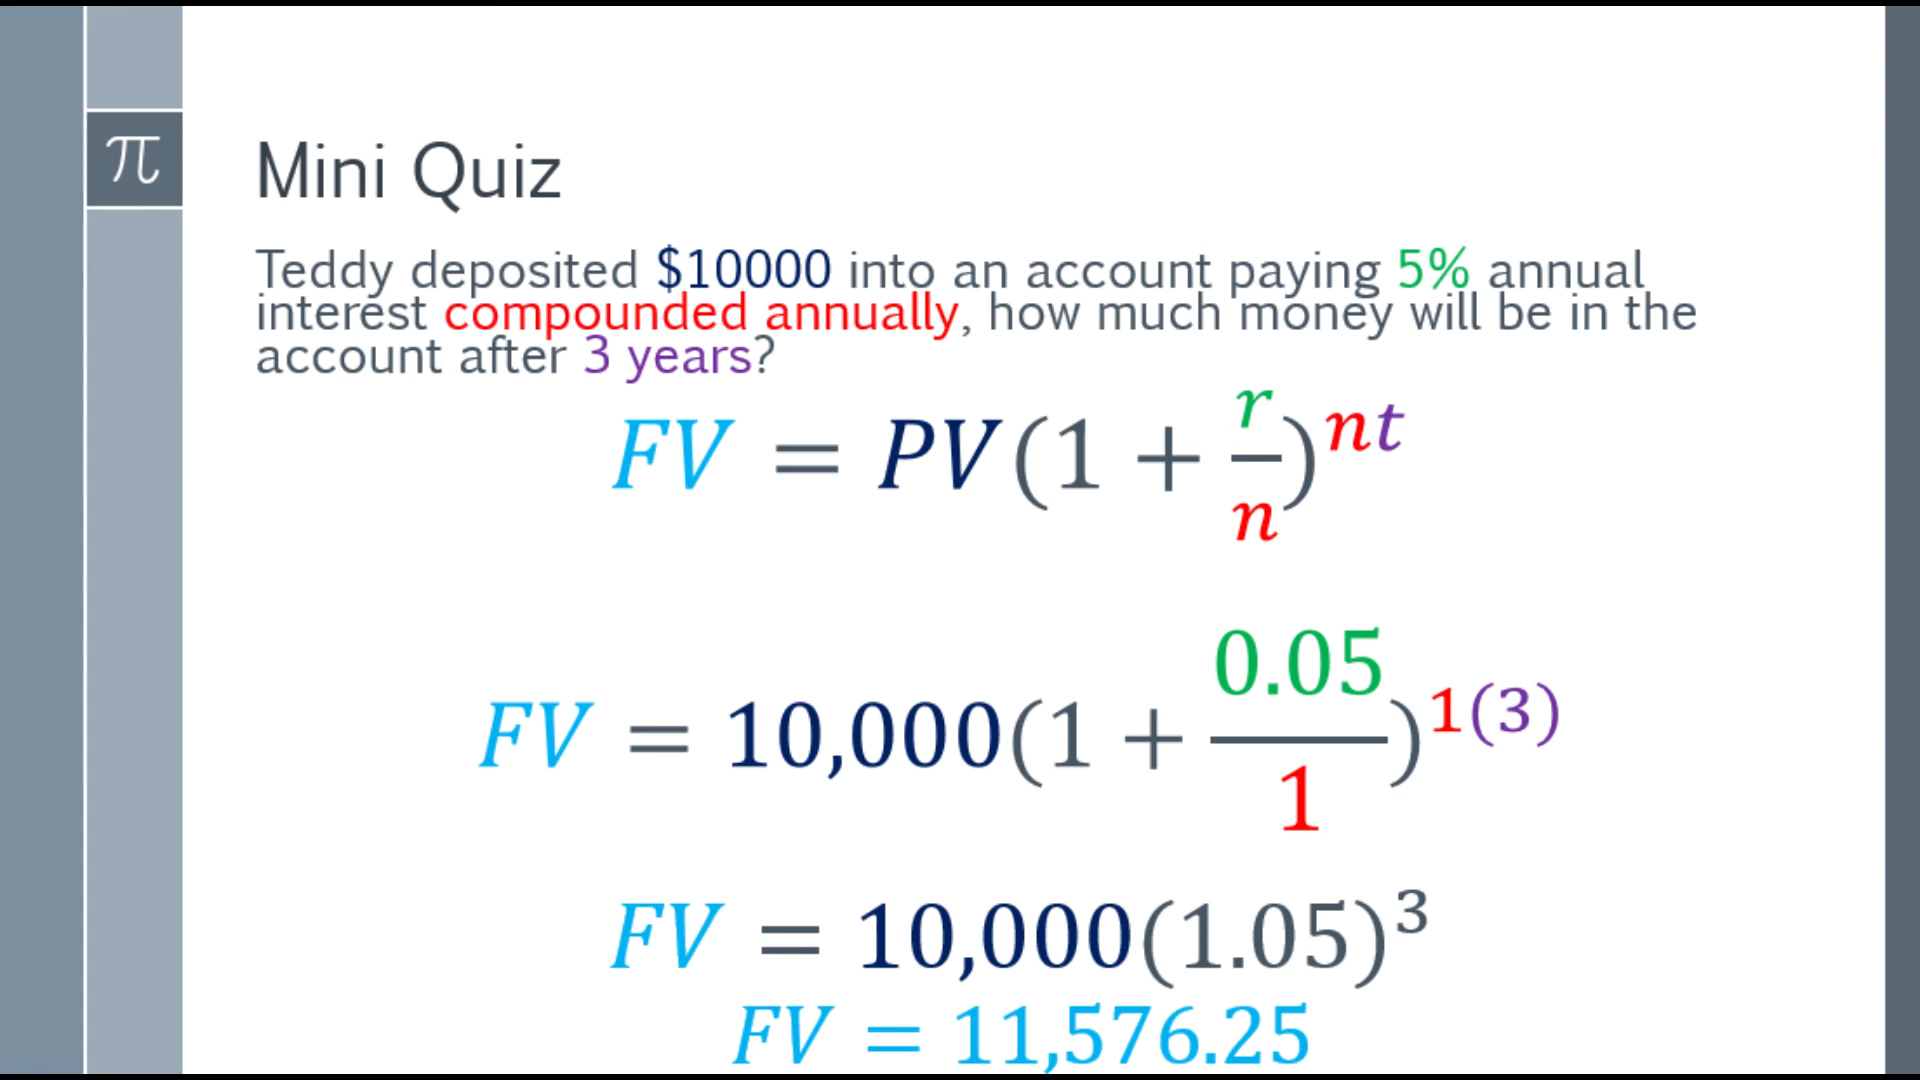 π
Mini Quiz
Teddy deposited $10000 into an account paying 5% annual
interest compounded annually, how much money will be in the
account after 3 years?
FV = PV(1 + r/n)^nt
FV = 10,000(1 + 0.05/1)^1(3)
FV = 10,000(1.05)^3
FV = 11,576.25